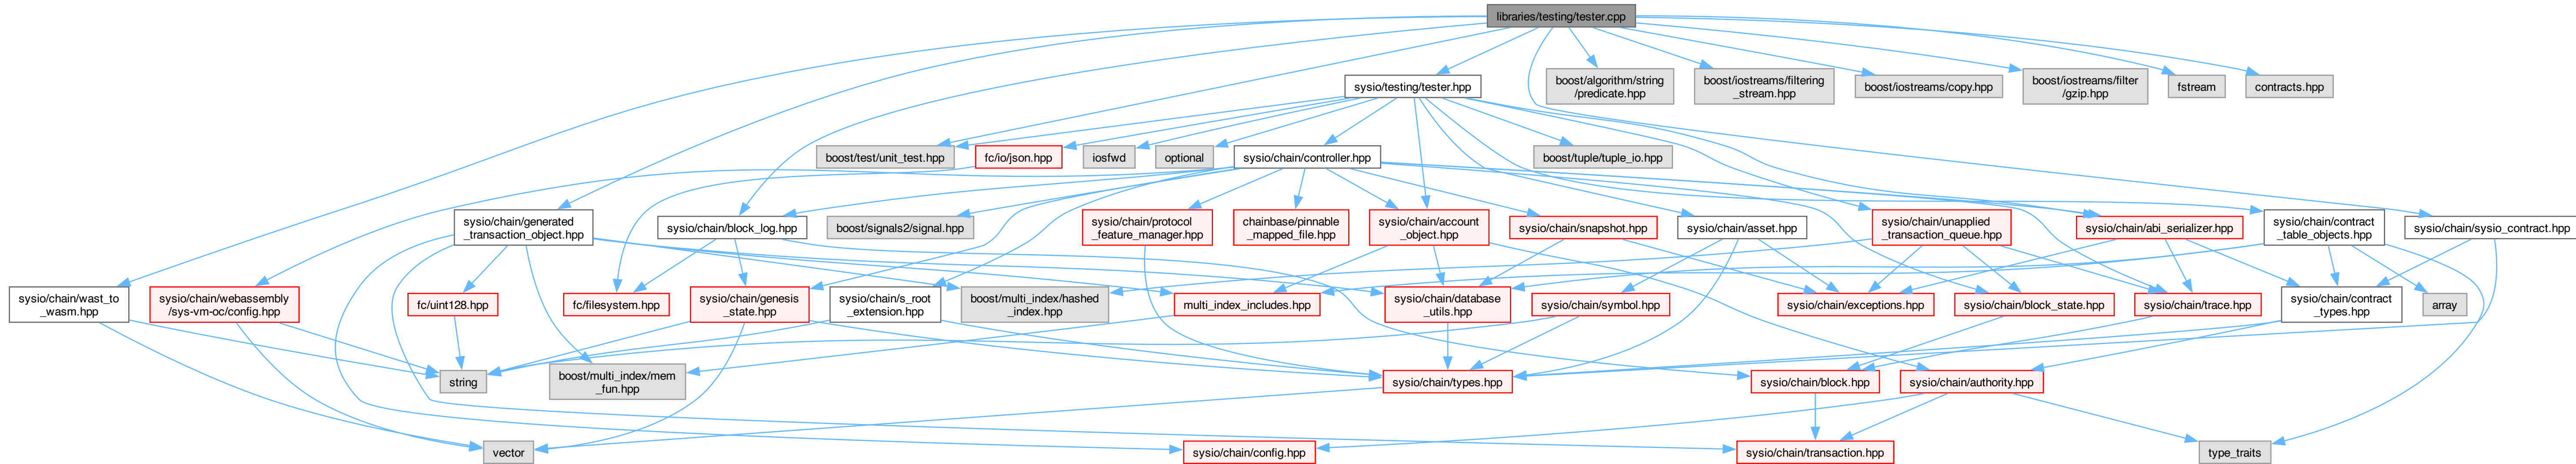 libraries/testing/tester.cpp
sysio/testing/tester.hpp
boost/algorithm/string
/predicate.hpp
boost/iostreams/filtering
_stream.hpp
boost/iostreams/copy.hpp
boost/iostreams/filter
/gzip.hpp
fstream
contracts.hpp
boost/test/unit_test.hpp
fc/io/json.hpp
iosfwd
optional
sysio/chain/controller.hpp
boost/tuple/tuple_io.hpp
sysio/chain/generated
_transaction_object.hpp
sysio/chain/block_log.hpp
boost/signals2/signal.hpp
sysio/chain/protocol
_feature_manager.hpp
chainbase/pinnable
_mapped_file.hpp
sysio/chain/account
_object.hpp
sysio/chain/snapshot.hpp
sysio/chain/asset.hpp
sysio/chain/unapplied
_transaction_queue.hpp
sysio/chain/abi_serializer.hpp
sysio/chain/contract
_table_objects.hpp
sysio/chain/sysio_contract.hpp
sysio/chain/wast_to
_wasm.hpp
sysio/chain/webassembly
/sys-vm-oc/config.hpp
fc/uint128.hpp
fc/filesystem.hpp
sysio/chain/genesis
_state.hpp
sysio/chain/s_root
_extension.hpp
boost/multi_index/hashed
_index.hpp
multi_index_includes.hpp
sysio/chain/database
_utils.hpp
sysio/chain/symbol.hpp
sysio/chain/exceptions.hpp
sysio/chain/block_state.hpp
sysio/chain/trace.hpp
sysio/chain/contract
_types.hpp
array
string
boost/multi_index/mem
_fun.hpp
sysio/chain/types.hpp
sysio/chain/block.hpp
sysio/chain/authority.hpp
vector
sysio/chain/config.hpp
sysio/chain/transaction.hpp
type_traits